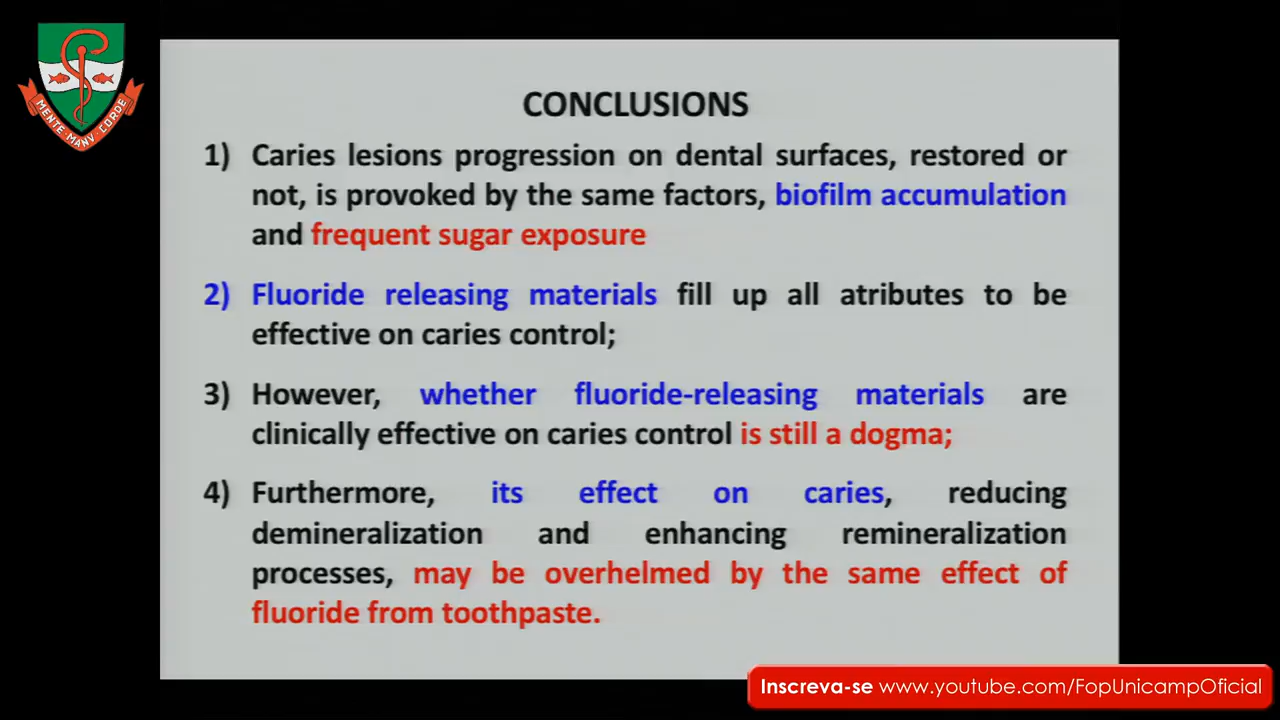 MENTE MANV CORDE
CONCLUSIONS
1) Caries lesions progression on dental surfaces, restored or
not, is provoked by the same factors, biofilm accumulation
and frequent sugar exposure
2) Fluoride releasing materials fill up all atributes to be
effective on caries control;
3) However, whether fluoride-releasing materials are
clinically effective on caries control is still a dogma;
4) Furthermore, its effect on caries, reducing
demineralization and enhancing remineralization
processes, may be overhelmed by the same effect of
fluoride from toothpaste.
Inscreva-se www.youtube.com/FopUnicampOficial